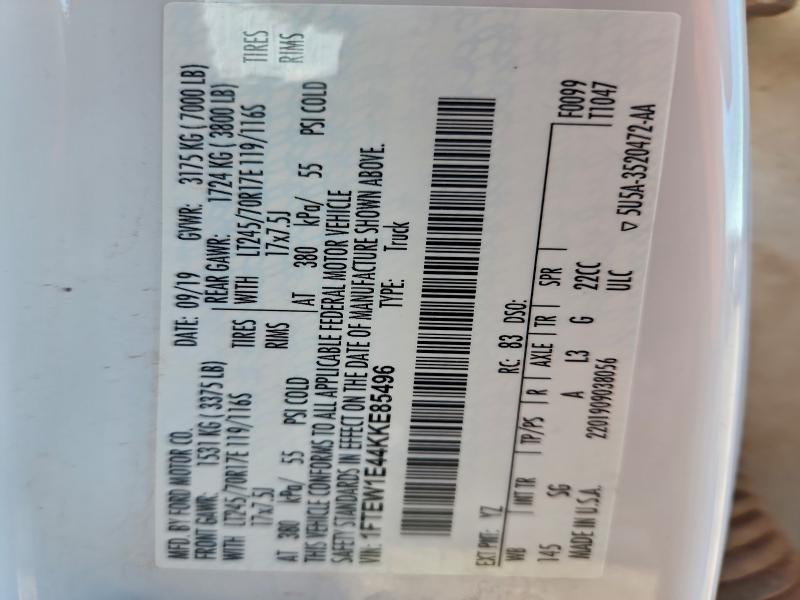 MFD. BY FORD MOTOR CO.
DATE: 09/19 GVWR: 3175 KG ( 7000 LB)
FRONT GAWR: 1531 KG ( 3375 LB) REAR GAWR: 1724 KG ( 3800 LB)
WITH LT245/70R17E 119/116S TIRES WITH LT245/70R17E 119/116S TIRES
17x7.5J RIMS 17x7.5J RIMS
AT 380 kPa/ 55 PSI COLD AT 380 kPa/ 55 PSI COLD
THIS VEHICLE CONFORMS TO ALL APPLICABLE FEDERAL MOTOR VEHICLE
SAFETY STANDARDS IN EFFECT ON THE DATE OF MANUFACTURE SHOWN ABOVE.
VIN: 1FTEW1E44KKE85496 TYPE: Truck
EXT PNT: YZ RC: 83 DSO:
WB INT TR TP/PS R AXLE TR SPR F0099
145 SG A L3 G 22CC T1047
MADE IN U.S.A. 2201909038056 ULC
▽ 5U5A-3520472-AA